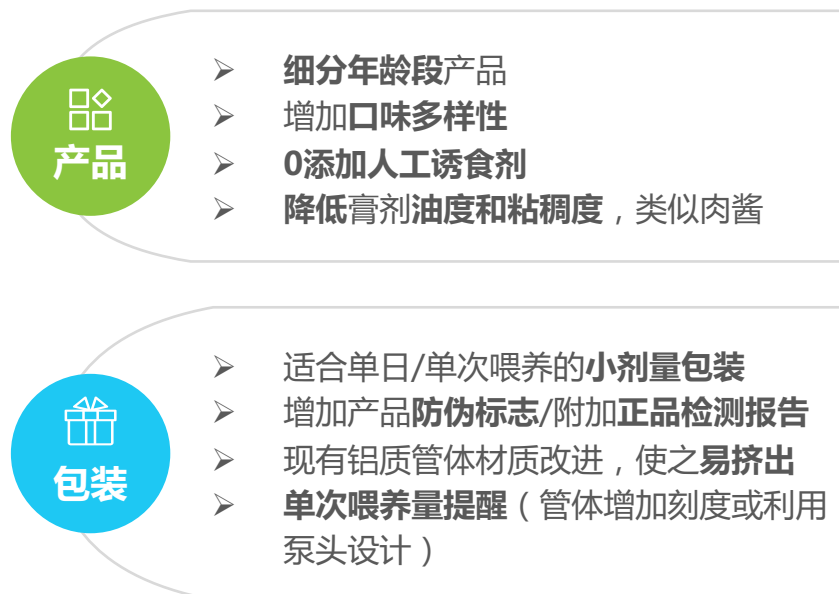 产品
➢ 细分年龄段产品
➢ 增加口味多样性
➢ 0添加人工诱食剂
➢ 降低膏剂油度和粘稠度，类似肉酱
包装
➢ 适合单日/单次喂养的小剂量包装
➢ 增加产品防伪标志/附加正品检测报告
➢ 现有铝质管体材质改进，使之易挤出
➢ 单次喂养量提醒（管体增加刻度或利用
泵头设计）